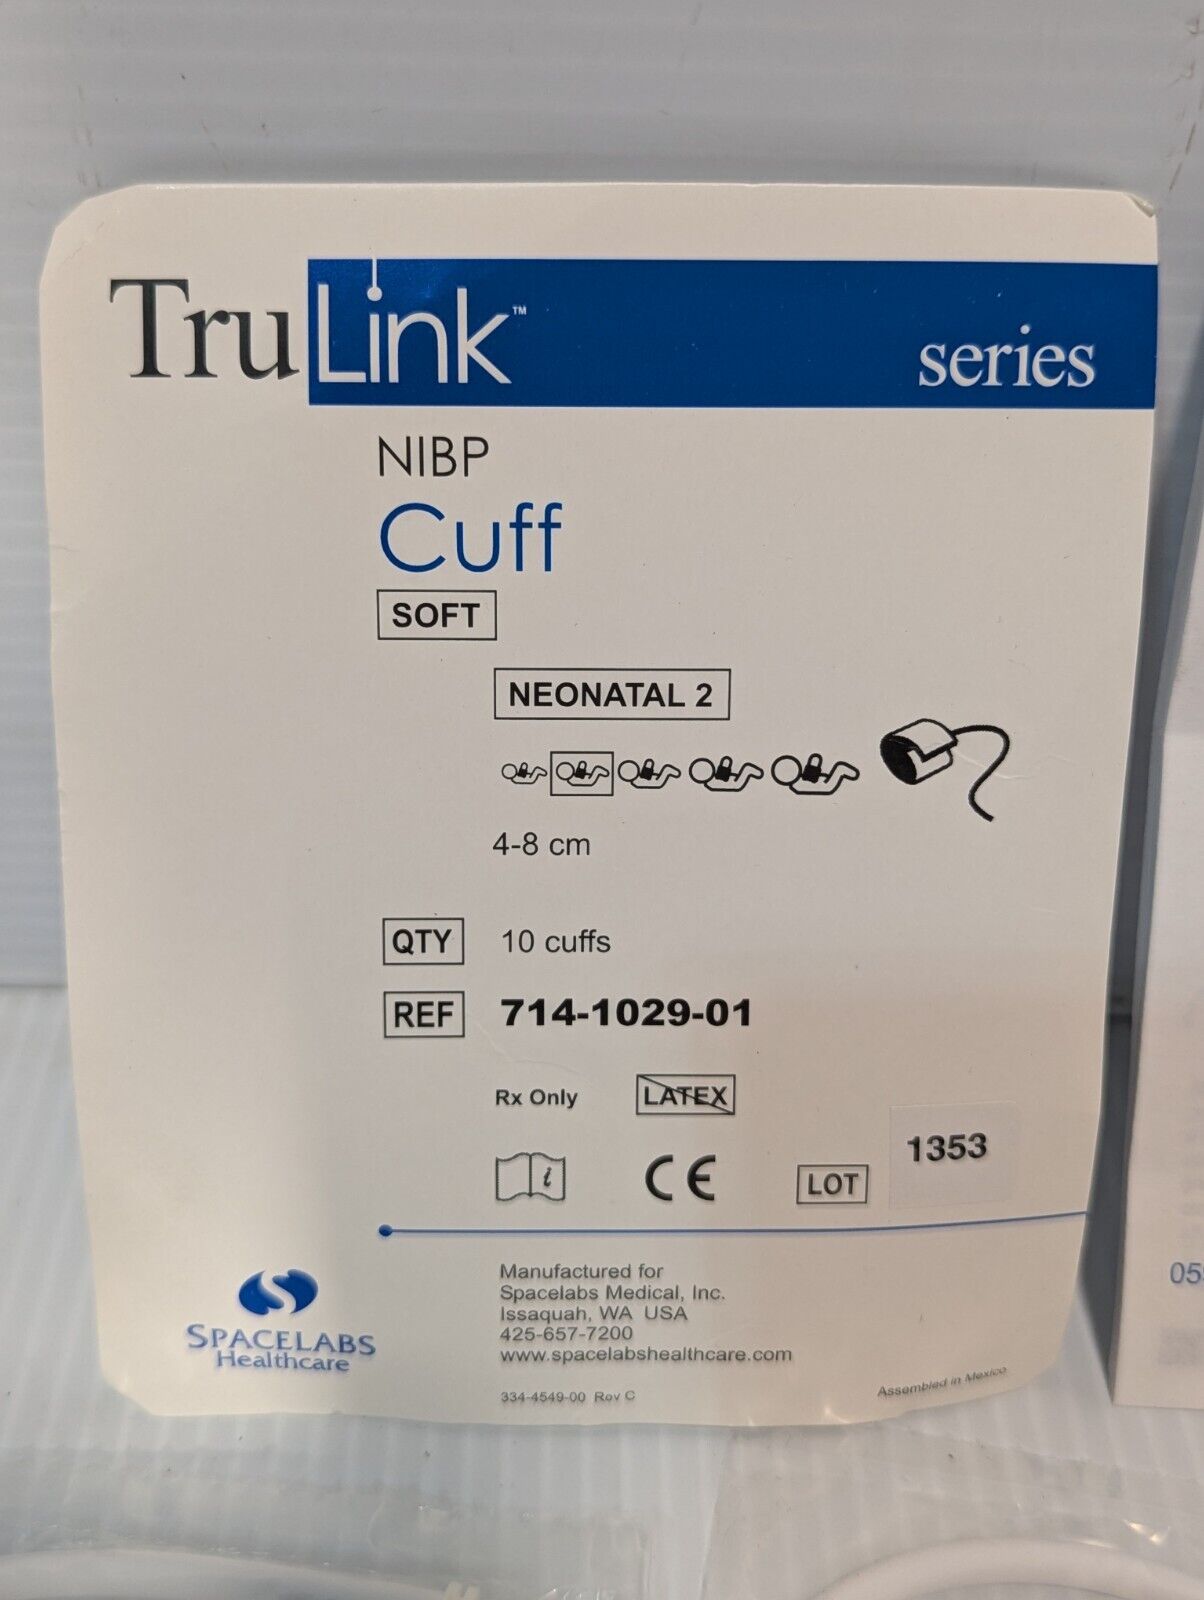 TruLink™ series
NIBP
Cuff
SOFT
NEONATAL 2
4-8 cm
QTY 10 cuffs
REF 714-1029-01
Rx Only LATEX
i CE LOT 1353
SPACELABS
Healthcare
Manufactured for
Spacelabs Medical, Inc.
Issaquah, WA USA
425-657-7200
www.spacelabshealthcare.com
334-4549-00 Rev C
Assembled in Mexico